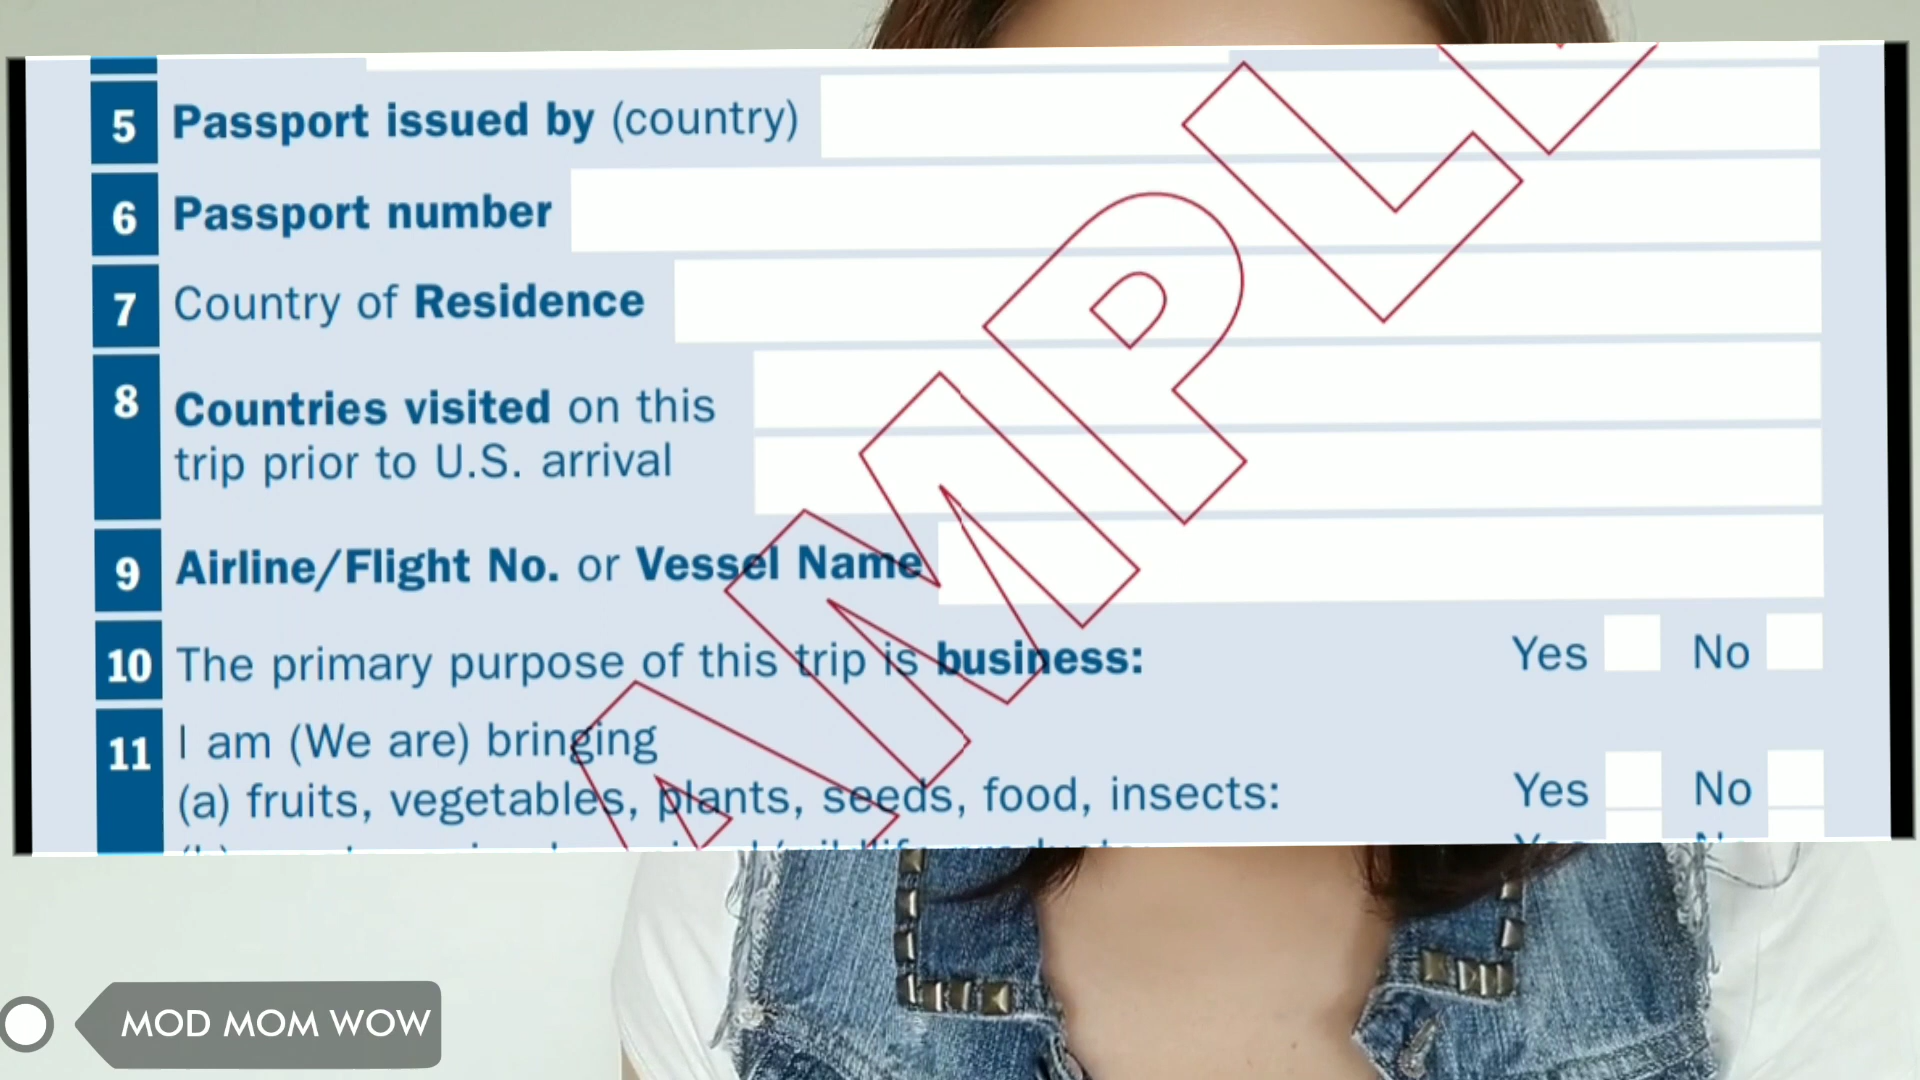 5 Passport issued by (country)
6 Passport number
7 Country of Residence
8 Countries visited on this
trip prior to U.S. arrival
9 Airline/Flight No. or Vessel Name
10 The primary purpose of this trip is business: Yes No
11 I am (We are) bringing
(a) fruits, vegetables, plants, seeds, food, insects: Yes No
AMPL
MOD MOM WOW